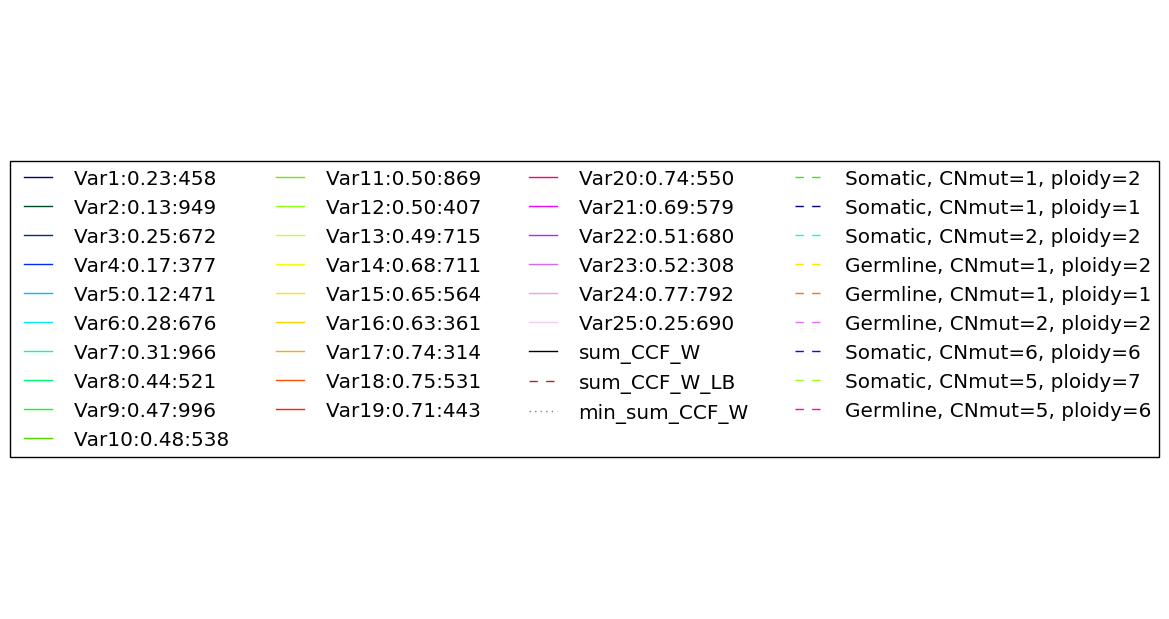 Var1:0.23:458
Var2:0.13:949
Var3:0.25:672
Var4:0.17:377
Var5:0.12:471
Var6:0.28:676
Var7:0.31:966
Var8:0.44:521
Var9:0.47:996
Var10:0.48:538
Var11:0.50:869
Var12:0.50:407
Var13:0.49:715
Var14:0.68:711
Var15:0.65:564
Var16:0.63:361
Var17:0.74:314
Var18:0.75:531
Var19:0.71:443
Var20:0.74:550
Var21:0.69:579
Var22:0.51:680
Var23:0.52:308
Var24:0.77:792
Var25:0.25:690
sum_CCF_W
sum_CCF_W_LB
min_sum_CCF_W
Somatic, CNmut=1, ploidy=2
Somatic, CNmut=1, ploidy=1
Somatic, CNmut=2, ploidy=2
Germline, CNmut=1, ploidy=2
Germline, CNmut=1, ploidy=1
Germline, CNmut=2, ploidy=2
Somatic, CNmut=6, ploidy=6
Somatic, CNmut=5, ploidy=7
Germline, CNmut=5, ploidy=6